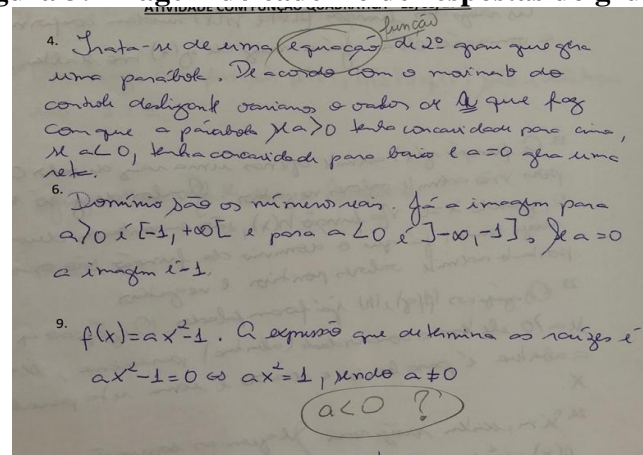 ATIVIDADE COM FUNÇÃO QUADRÁTICA
função
4. Trata-se de uma equação de 2º grau que gera
uma parábola. De acordo com o movimento do
controle deslizante variamos o valor de a que faz
com que a parábola se a>0 tenha concavidade para cima,
se a<0, tenha concavidade para baixo e a=0 gera uma
reta.
6. Domínio são os números reais. Já a imagem para
a>0 é [-1, +∞[ e para a<0 é ]-∞, -1]. Se a=0
a imagem é -1.
9. f(x)=ax²-1. A expressão que determina as raízes é
ax²-1=0 ⇔ ax²=1, sendo a≠0
a<0 ?